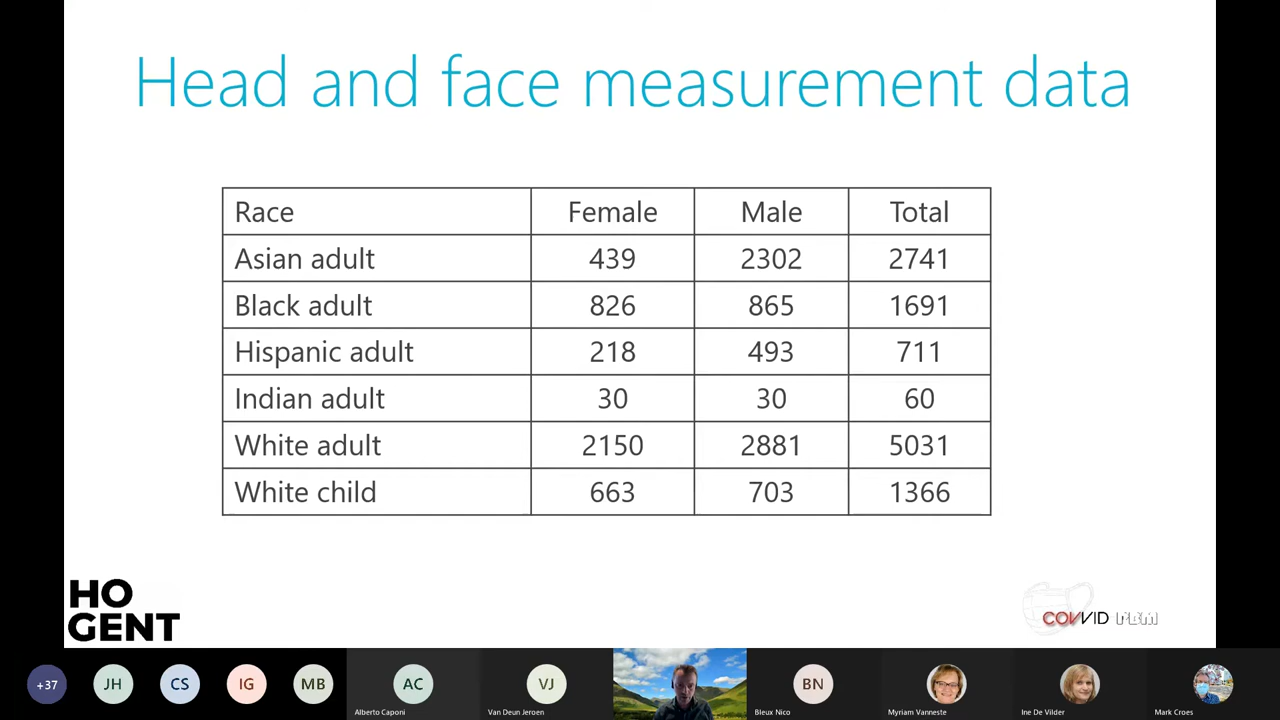 Head and face measurement data
Race Female Male Total
Asian adult 439 2302 2741
Black adult 826 865 1691
Hispanic adult 218 493 711
Indian adult 30 30 60
White adult 2150 2881 5031
White child 663 703 1366
HO
GENT
COVVID PBM
+37 JH CS IG MB AC VJ BN
Alberto Caponi Van Deun Jeroen Bleux Nico Myriam Vanneste Ine De Vilder Mark Croes